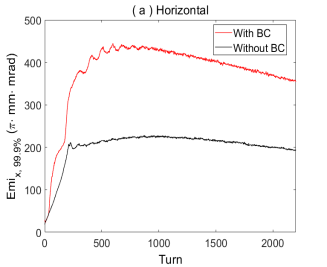 ( a ) Horizontal
With BC
Without BC
500
400
300
200
100
0
Emi x, 99.9% (π· mm· mrad)
0 500 1000 1500 2000
Turn